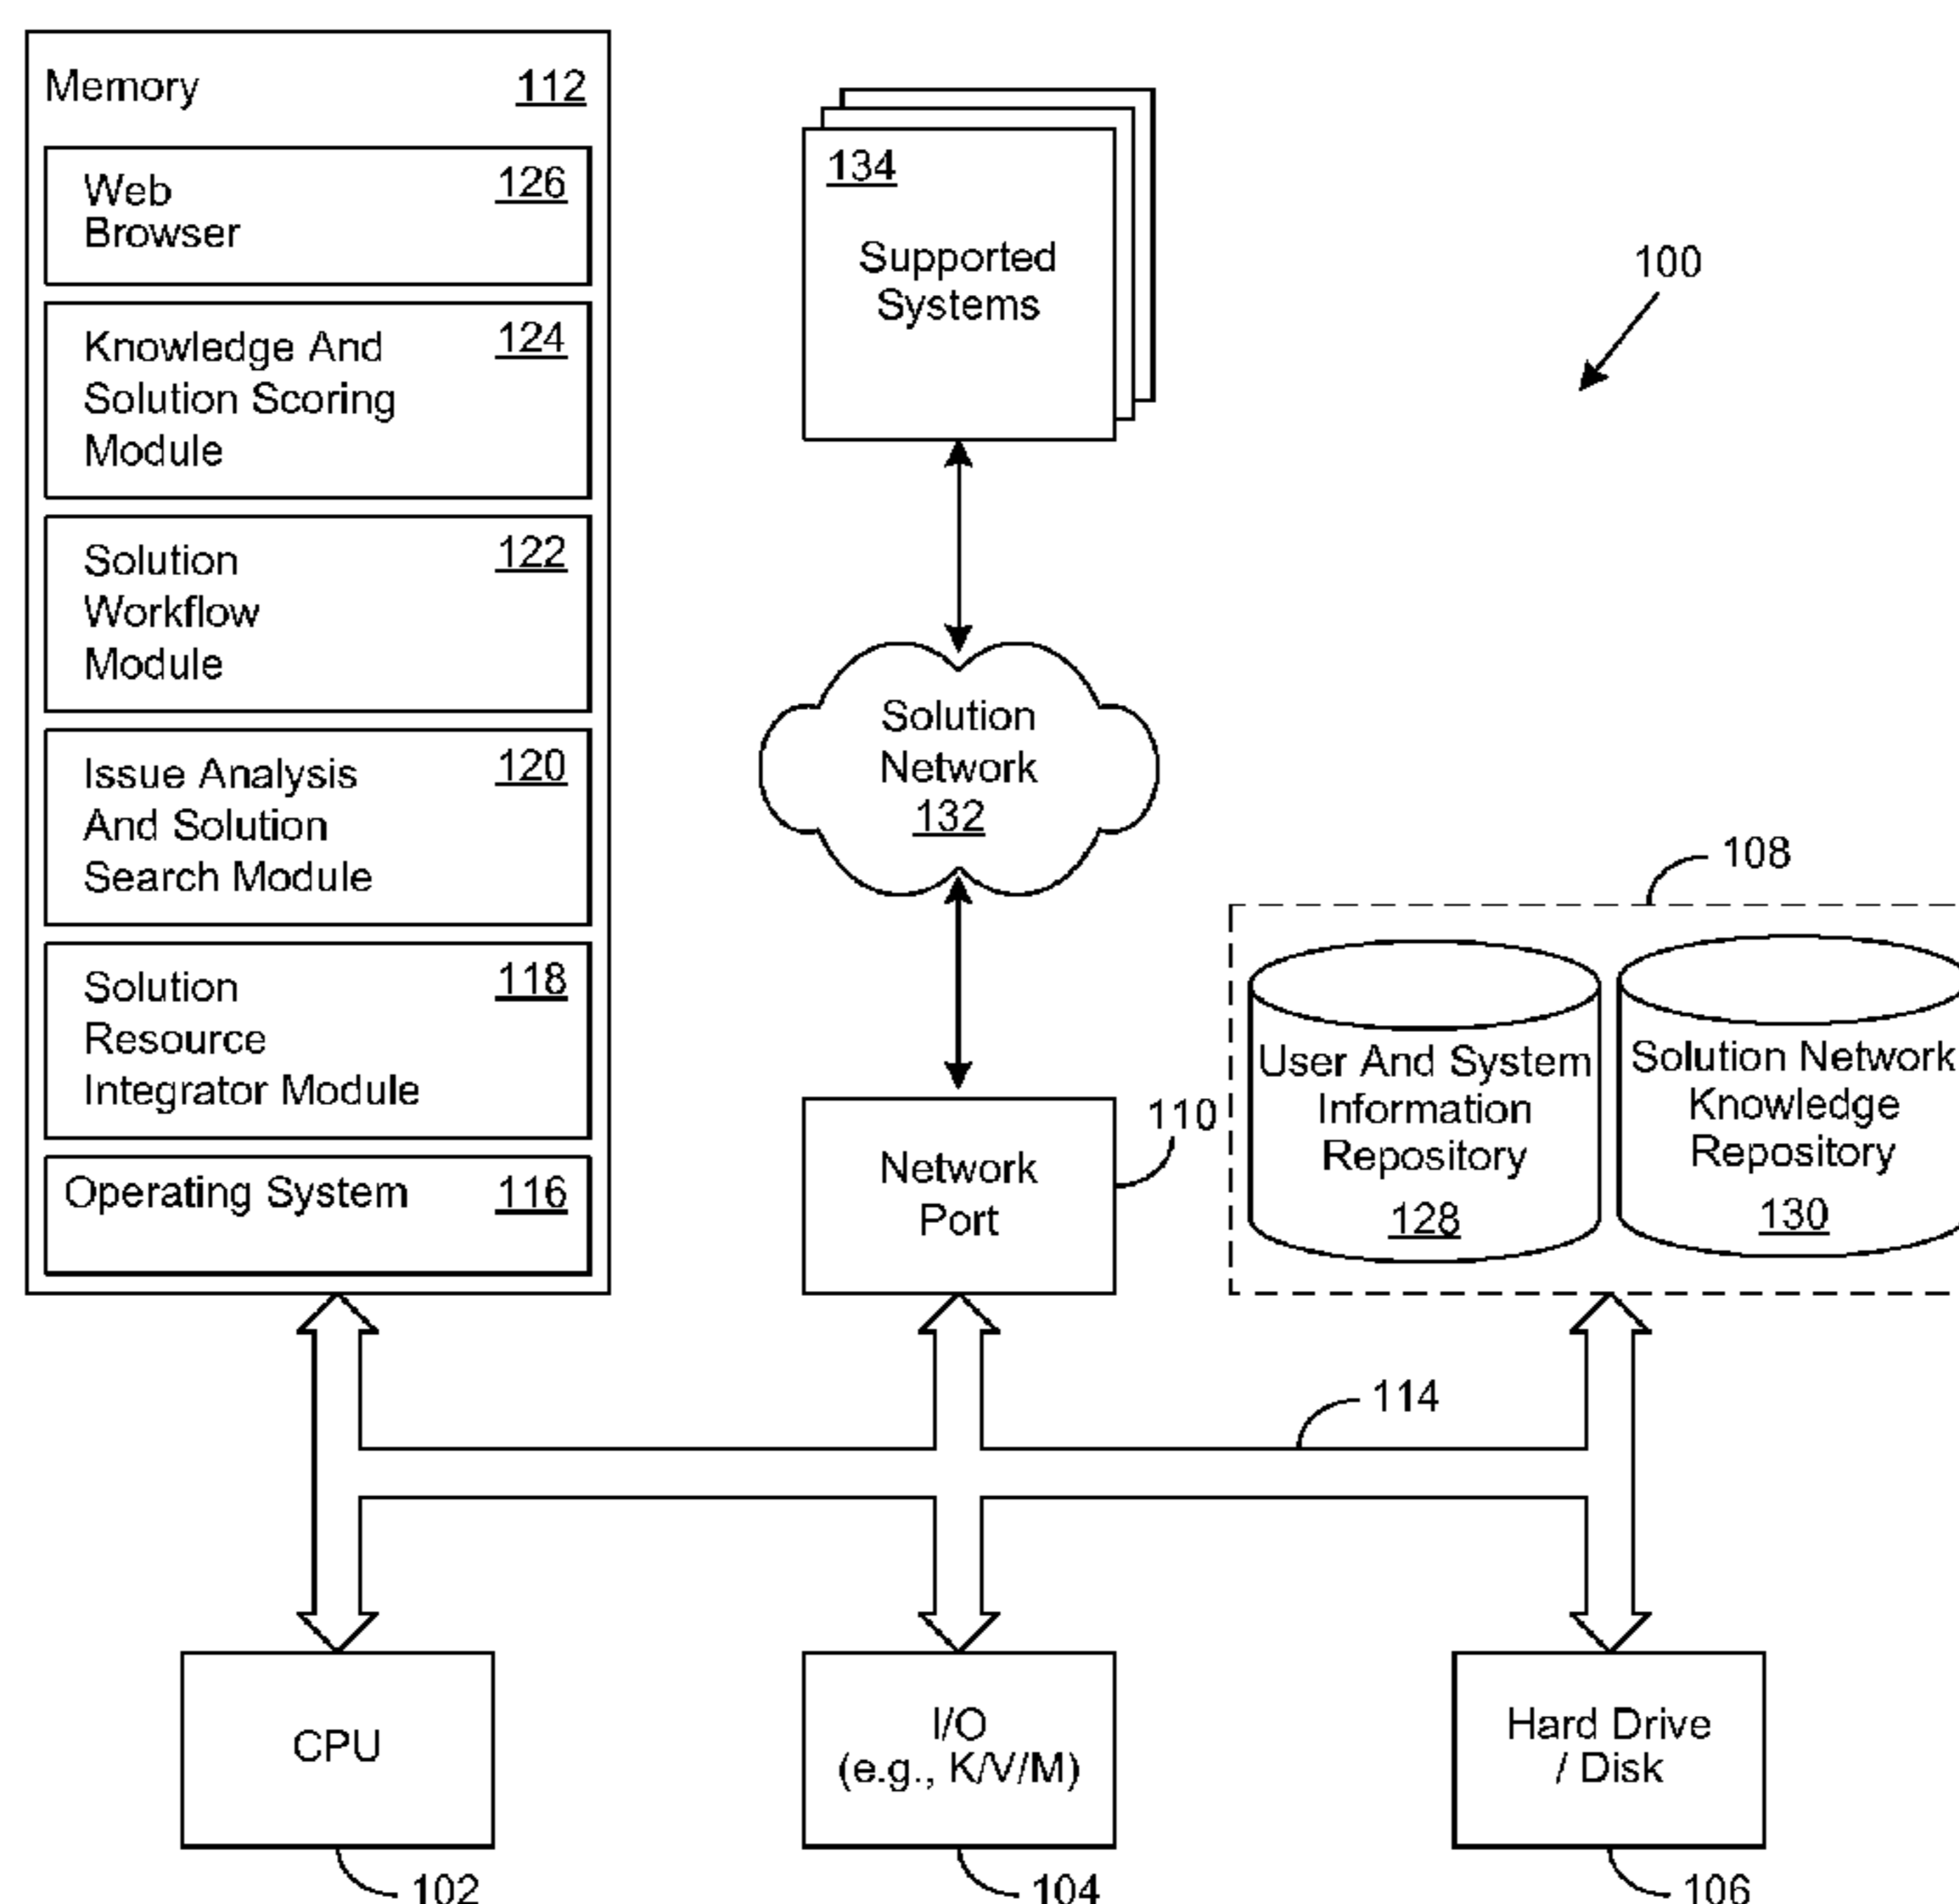 Memory 112
Web 126
Browser
Knowledge And 124
Solution Scoring
Module
Solution 122
Workflow
Module
Issue Analysis 120
And Solution
Search Module
Solution 118
Resource
Integrator Module
Operating System 116
134
Supported
Systems
100
Solution
Network
132
108
User And System
Information
Repository
128
Solution Network
Knowledge
Repository
130
Network
Port
110
114
CPU
102
I/O
(e.g., K/V/M)
104
Hard Drive
/ Disk
106